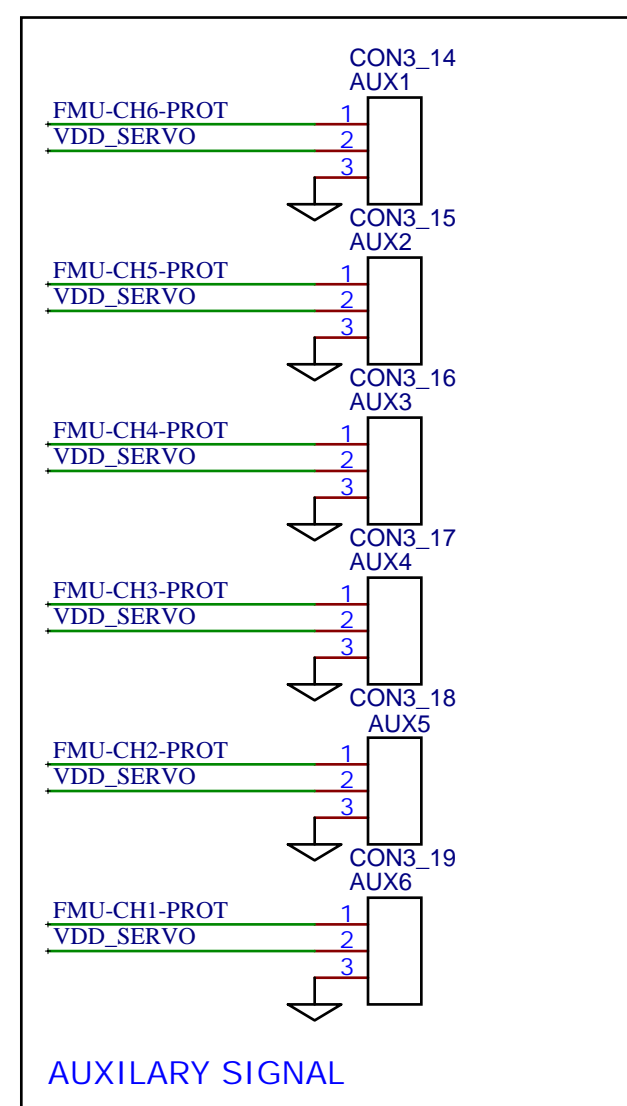 CON3_14
AUX1
FMU-CH6-PROT 1
VDD_SERVO 2
3
CON3_15
AUX2
FMU-CH5-PROT 1
VDD_SERVO 2
3
CON3_16
AUX3
FMU-CH4-PROT 1
VDD_SERVO 2
3
CON3_17
AUX4
FMU-CH3-PROT 1
VDD_SERVO 2
3
CON3_18
AUX5
FMU-CH2-PROT 1
VDD_SERVO 2
3
CON3_19
AUX6
FMU-CH1-PROT 1
VDD_SERVO 2
3
AUXILARY SIGNAL